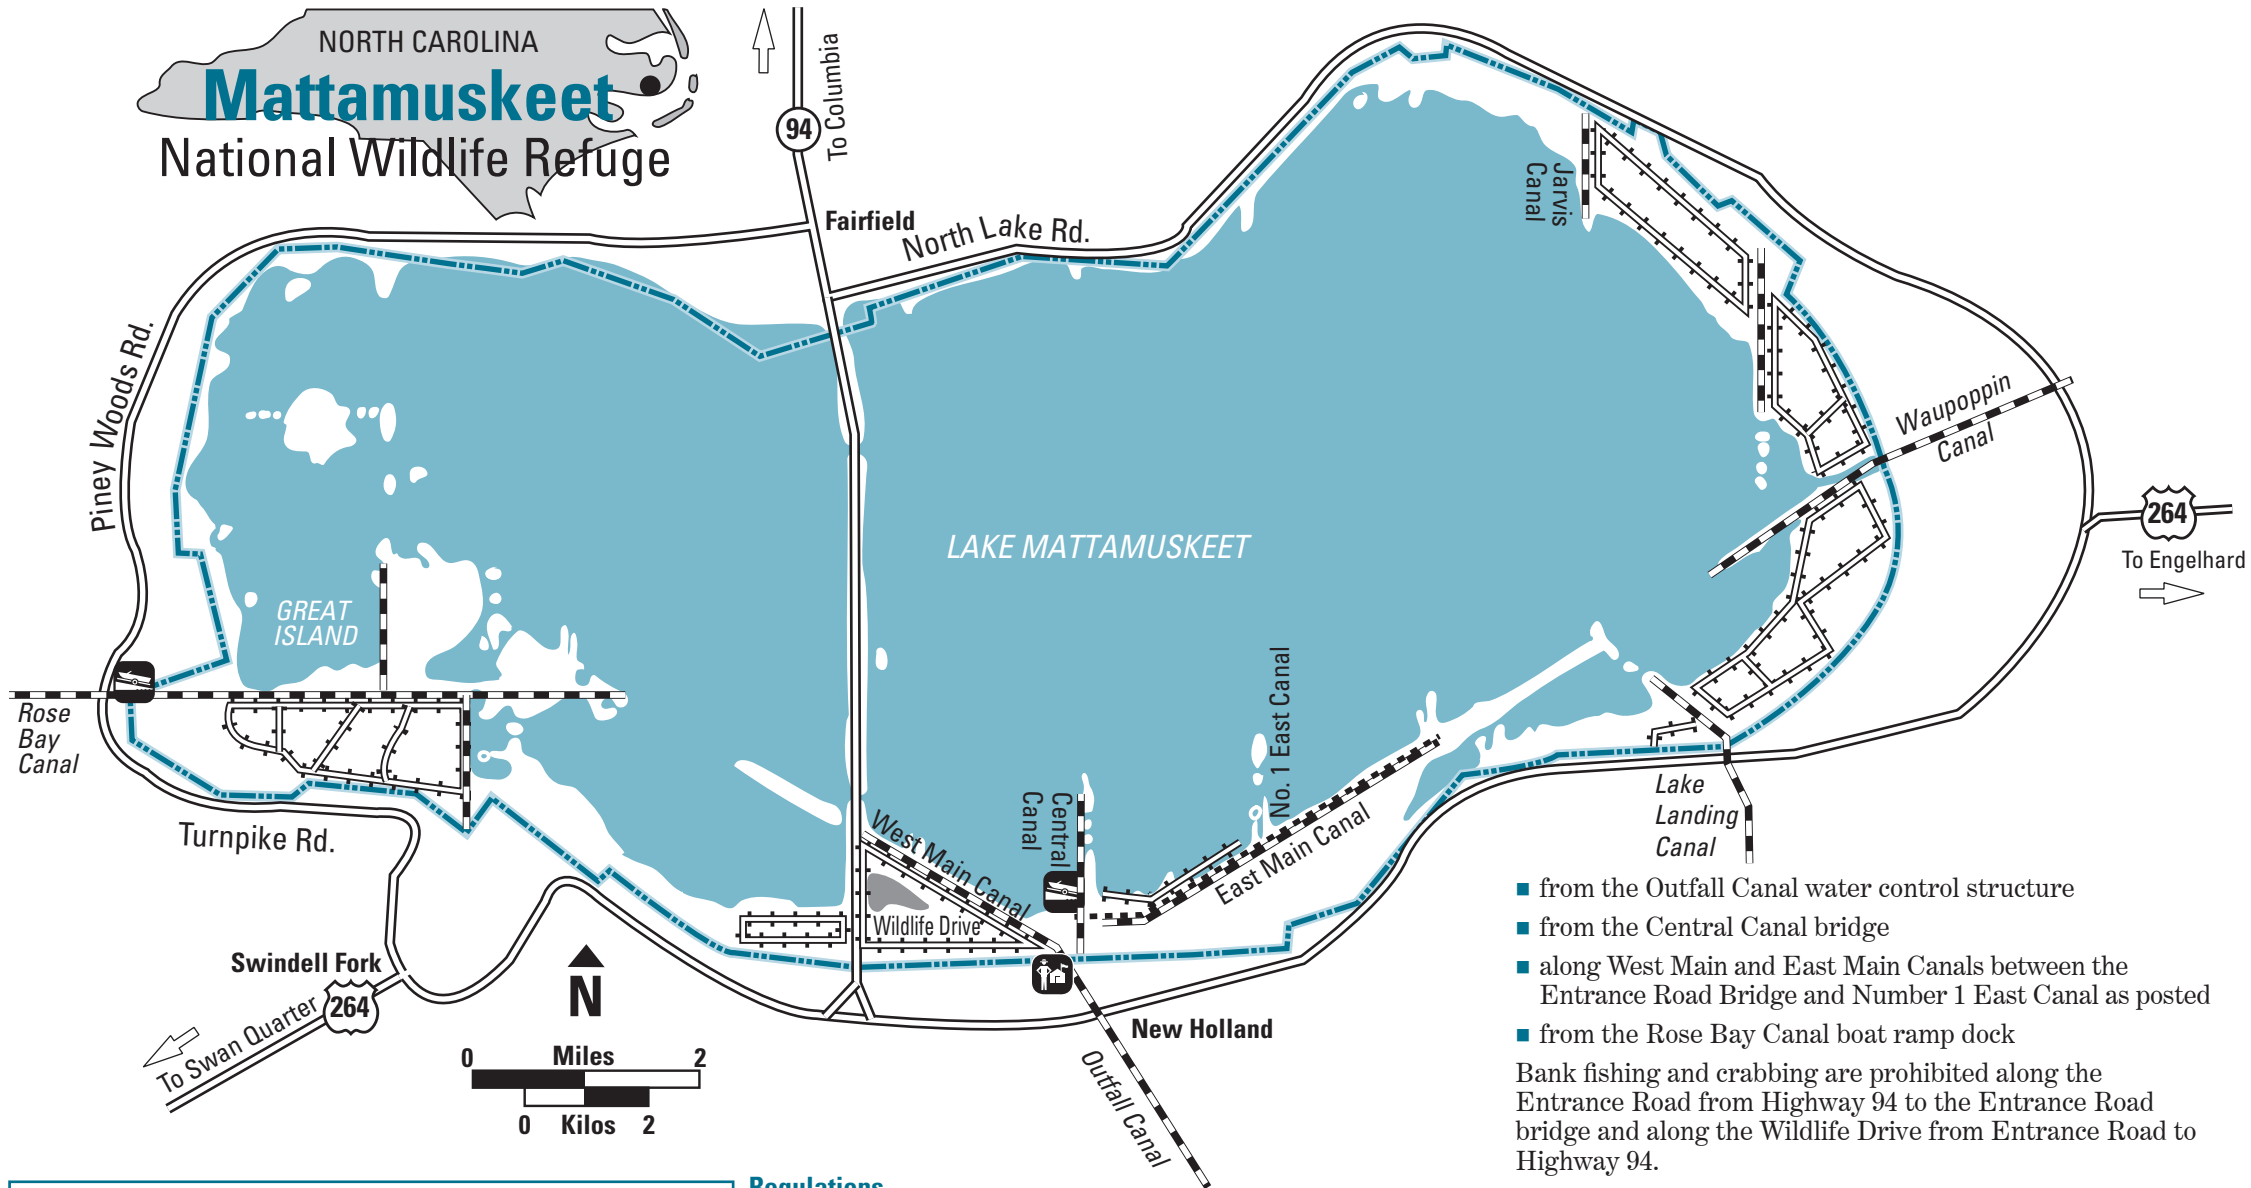 NORTH CAROLINA
Mattamuskeet
National Wildlife Refuge
94
To Columbia
Fairfield
North Lake Rd.
Jarvis
Canal
Piney Woods Rd.
Waupoppin
Canal
264
To Engelhard
LAKE MATTAMUSKEET
GREAT
ISLAND
Rose
Bay
Canal
Turnpike Rd.
No. 1 East Canal
Central
Canal
West Main Canal
East Main Canal
Wildlife Drive
Lake
Landing
Canal
Swindell Fork
264
To Swan Quarter
N
0 Miles 2
0 Kilos 2
New Holland
Outfall Canal
■ from the Outfall Canal water control structure
■ from the Central Canal bridge
■ along West Main and East Main Canals between the
Entrance Road Bridge and Number 1 East Canal as posted
■ from the Rose Bay Canal boat ramp dock
Bank fishing and crabbing are prohibited along the
Entrance Road from Highway 94 to the Entrance Road
bridge and along the Wildlife Drive from Entrance Road to
Highway 94.
Regulations